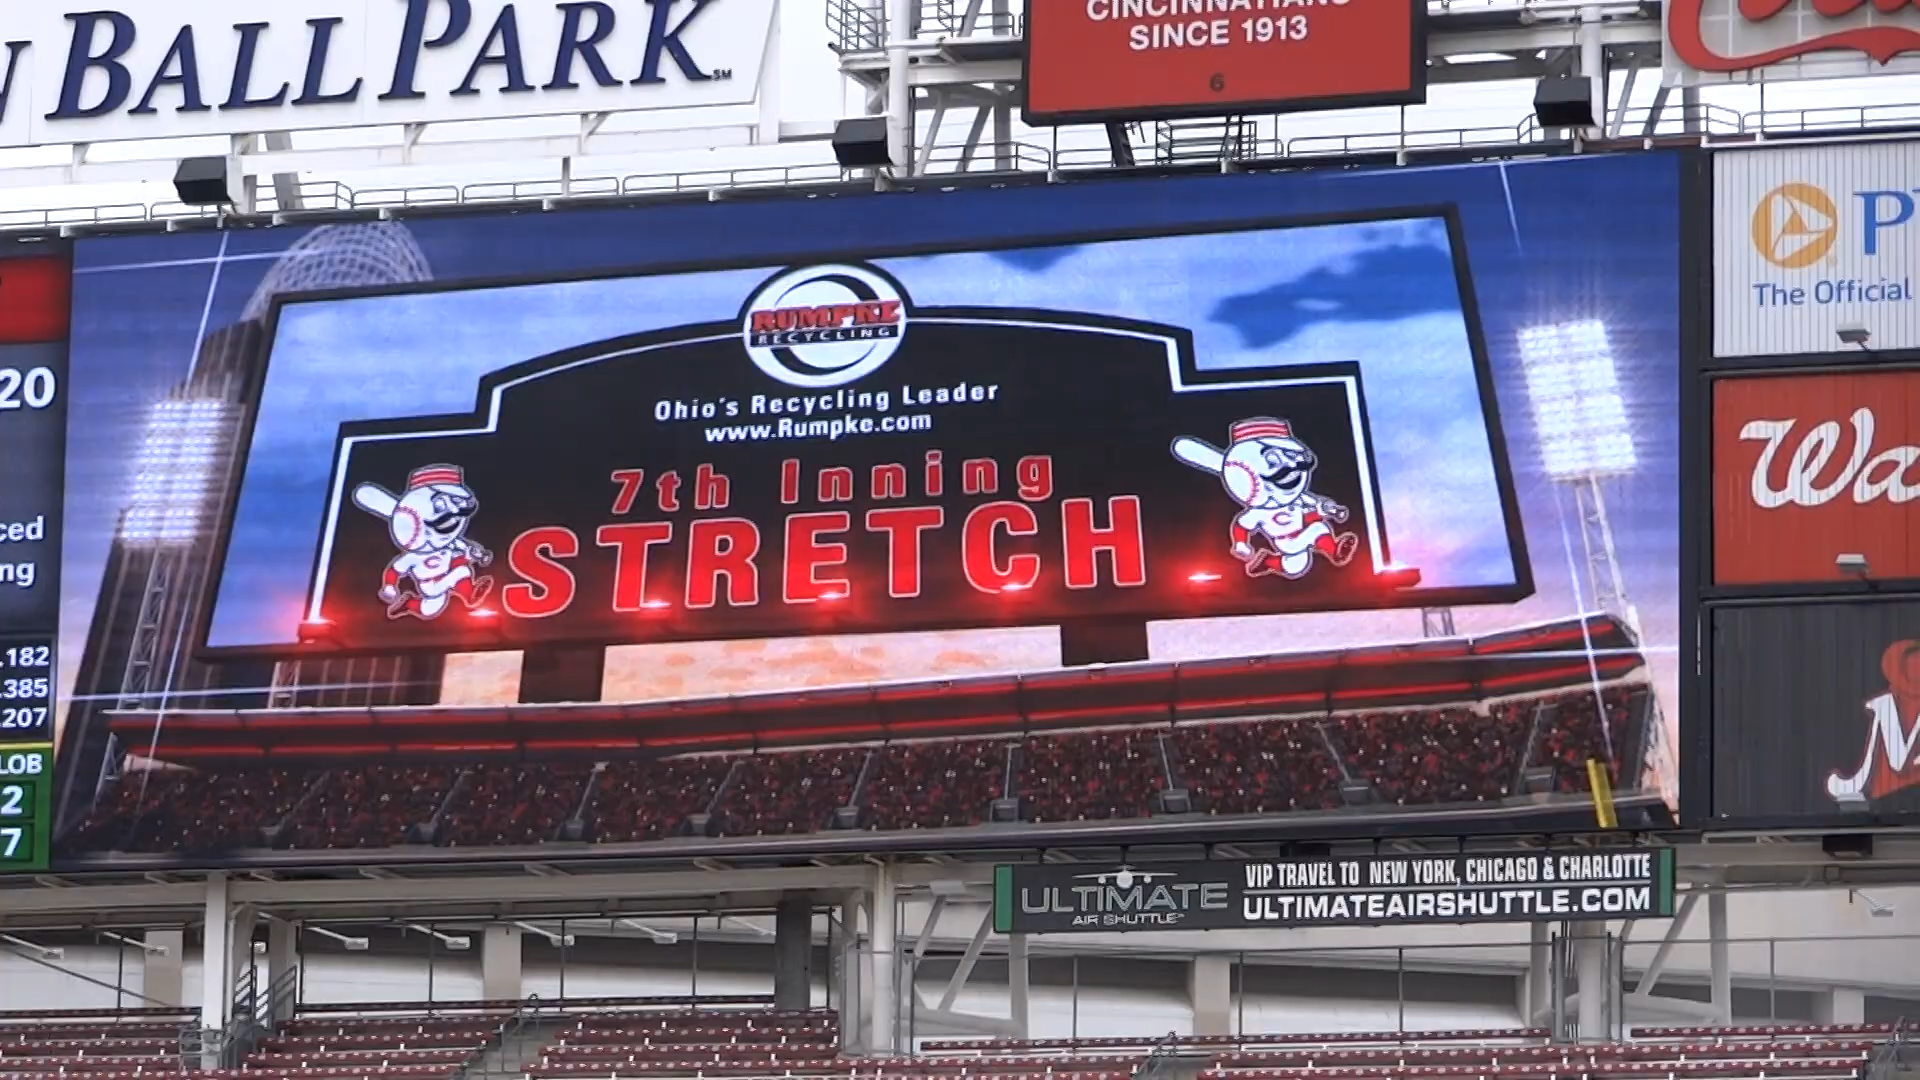 BALL PARK SM
CINCINNATIANS
SINCE 1913
6
20
.182
.385
.207
LOB
2
7
RUMPKE
RECYCLING
Ohio's Recycling Leader
www.Rumpke.com
7th Inning
STRETCH
C
C
The Official
ULTIMATE
AIR SHUTTLE
VIP TRAVEL TO NEW YORK, CHICAGO & CHARLOTTE
ULTIMATEAIRSHUTTLE.COM